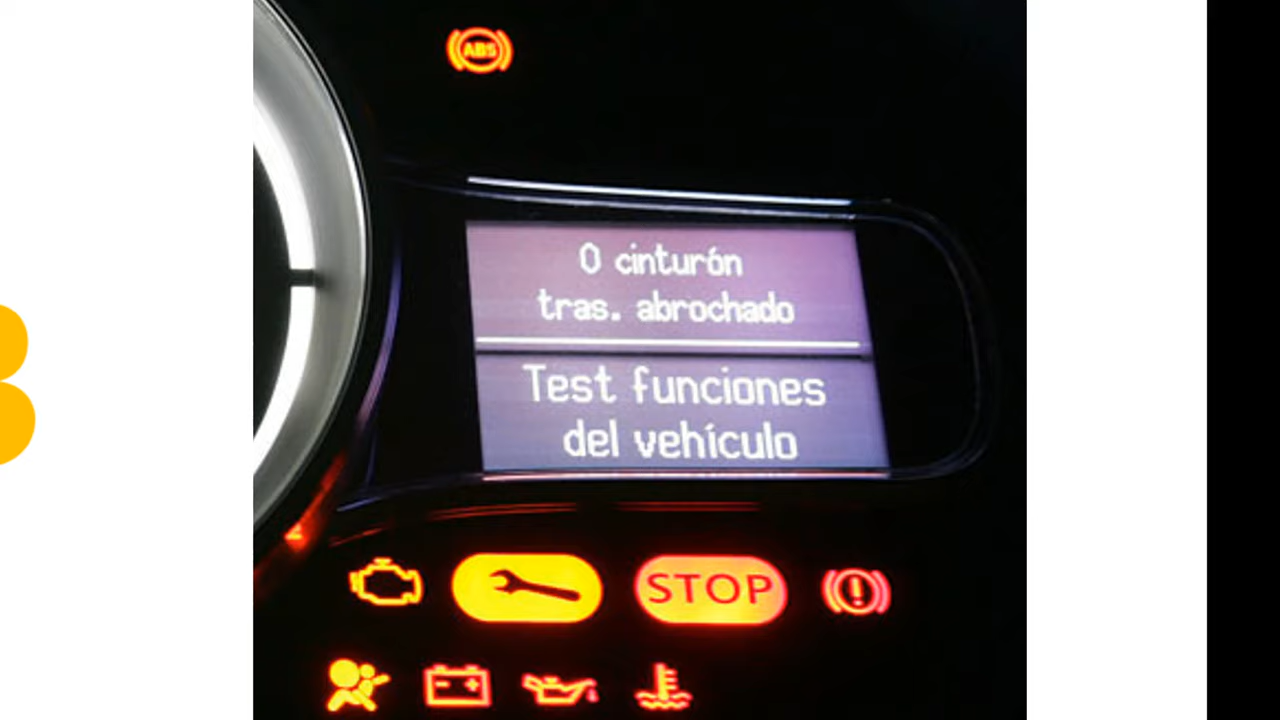 ABS
0 cinturón
tras. abrochado
Test funciones
del vehículo
STOP